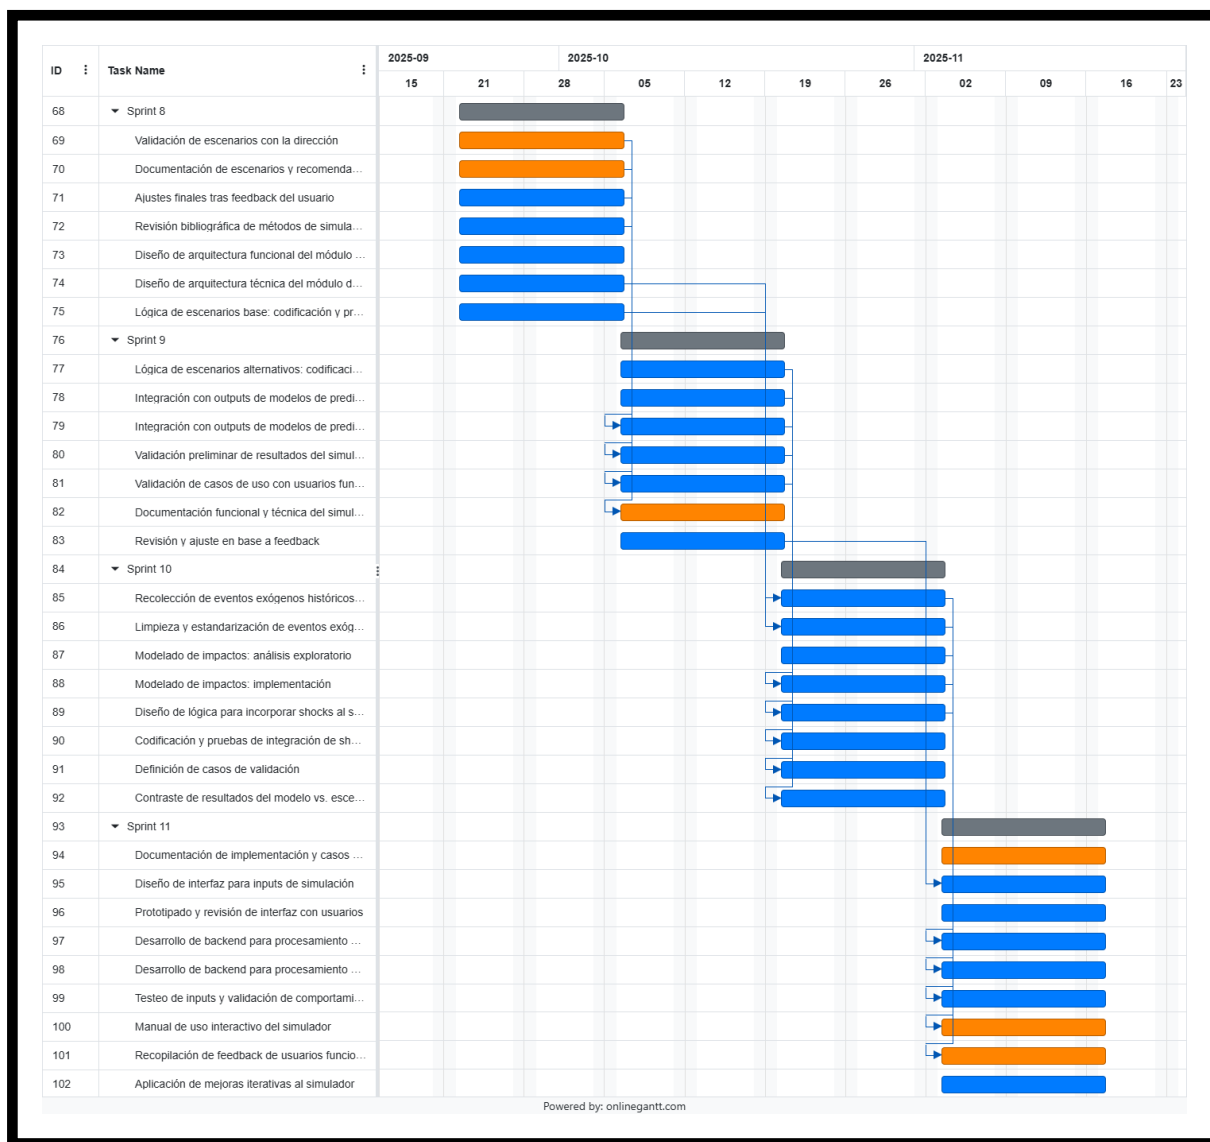 2025-09 2025-10 2025-11
ID Task Name
15 21 28 05 12 19 26 02 09 16 23
68 Sprint 8
69 Validación de escenarios con la dirección
70 Documentación de escenarios y recomenda...
71 Ajustes finales tras feedback del usuario
72 Revisión bibliográfica de métodos de simula...
73 Diseño de arquitectura funcional del módulo ...
74 Diseño de arquitectura técnica del módulo d...
75 Lógica de escenarios base: codificación y pr...
76 Sprint 9
77 Lógica de escenarios alternativos: codificaci...
78 Integración con outputs de modelos de predi...
79 Integración con outputs de modelos de predi...
80 Validación preliminar de resultados del simul...
81 Validación de casos de uso con usuarios fun...
82 Documentación funcional y técnica del simul...
83 Revisión y ajuste en base a feedback
84 Sprint 10
85 Recolección de eventos exógenos históricos...
86 Limpieza y estandarización de eventos exóg...
87 Modelado de impactos: análisis exploratorio
88 Modelado de impactos: implementación
89 Diseño de lógica para incorporar shocks al s...
90 Codificación y pruebas de integración de sh...
91 Definición de casos de validación
92 Contraste de resultados del modelo vs. esce...
93 Sprint 11
94 Documentación de implementación y casos ...
95 Diseño de interfaz para inputs de simulación
96 Prototipado y revisión de interfaz con usuarios
97 Desarrollo de backend para procesamiento ...
98 Desarrollo de backend para procesamiento ...
99 Testeo de inputs y validación de comportami...
100 Manual de uso interactivo del simulador
101 Recopilación de feedback de usuarios funcio...
102 Aplicación de mejoras iterativas al simulador
Powered by: onlinegantt.com